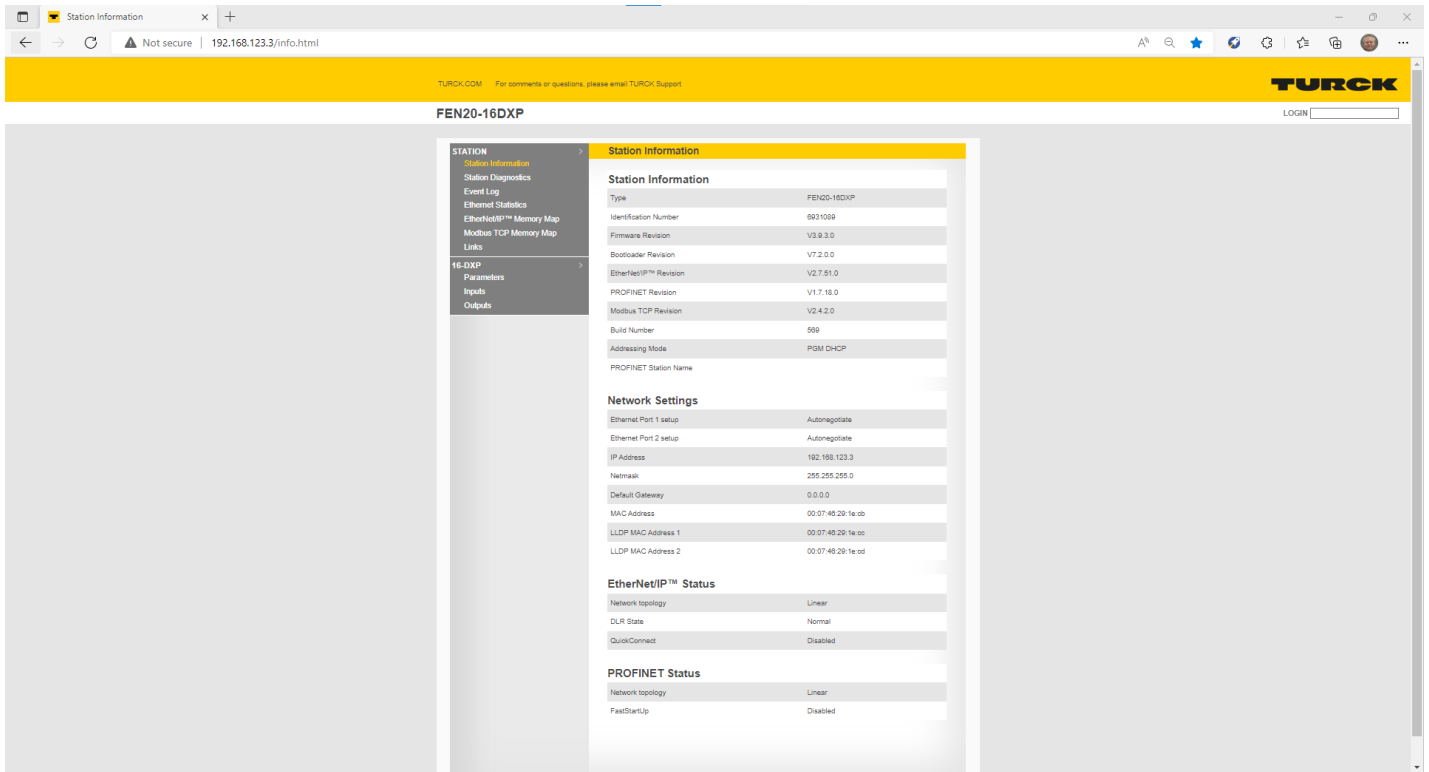 Station Information
Not secure | 192.168.123.3/info.html
TURCK.COM For comments or questions, please email TURCK Support
TURCK
FEN20-16DXP
LOGIN
STATION >
Station Information
Station Diagnostics
Event Log
Ethernet Statistics
EtherNet/IP™ Memory Map
Modbus TCP Memory Map
Links
16-DXP >
Parameters
Inputs
Outputs
Station Information
Station Information
Type FEN20-16DXP
Identification Number 6931089
Firmware Revision V3.9.3.0
Bootloader Revision V7.2.0.0
EtherNet/IP™ Revision V2.7.51.0
PROFINET Revision V1.7.18.0
Modbus TCP Revision V2.4.2.0
Build Number 569
Addressing Mode PGM DHCP
PROFINET Station Name
Network Settings
Ethernet Port 1 setup Autonegotiate
Ethernet Port 2 setup Autonegotiate
IP Address 192.168.123.3
Netmask 255.255.255.0
Default Gateway 0.0.0.0
MAC Address 00:07:46:29:1e:cb
LLDP MAC Address 1 00:07:46:29:1e:cc
LLDP MAC Address 2 00:07:46:29:1e:cd
EtherNet/IP™ Status
Network topology Linear
DLR State Normal
QuickConnect Disabled
PROFINET Status
Network topology Linear
FastStartUp Disabled